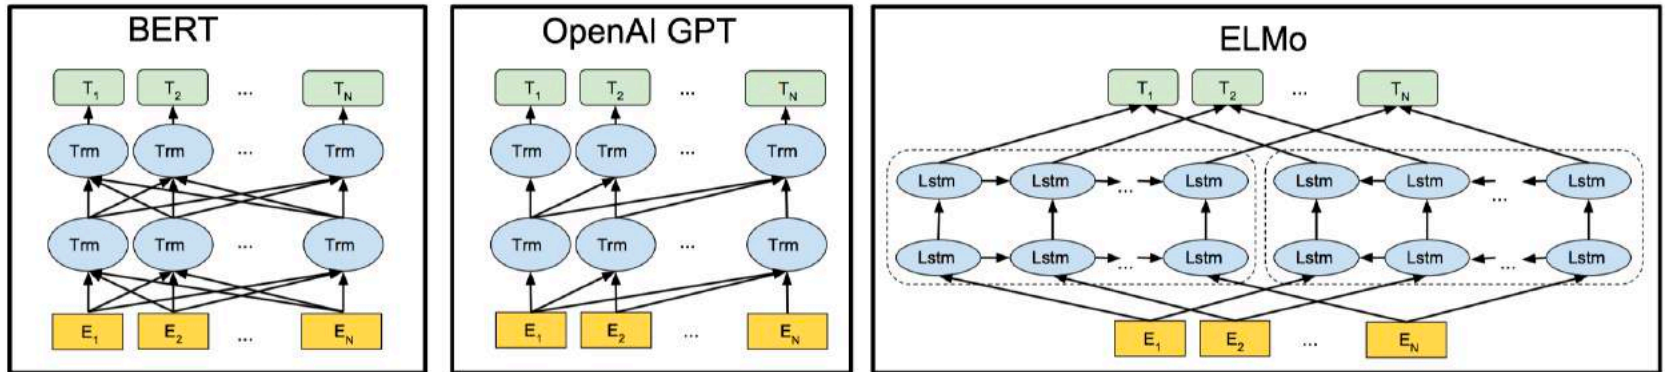 BERT
T1 T2 ... TN
Trm Trm ... Trm
Trm Trm ... Trm
E1 E2 ... EN
OpenAI GPT
T1 T2 ... TN
Trm Trm ... Trm
Trm Trm ... Trm
E1 E2 ... EN
ELMo
T1 T2 ... TN
Lstm Lstm ... Lstm Lstm Lstm ... Lstm
Lstm Lstm ... Lstm Lstm Lstm ... Lstm
E1 E2 ... EN